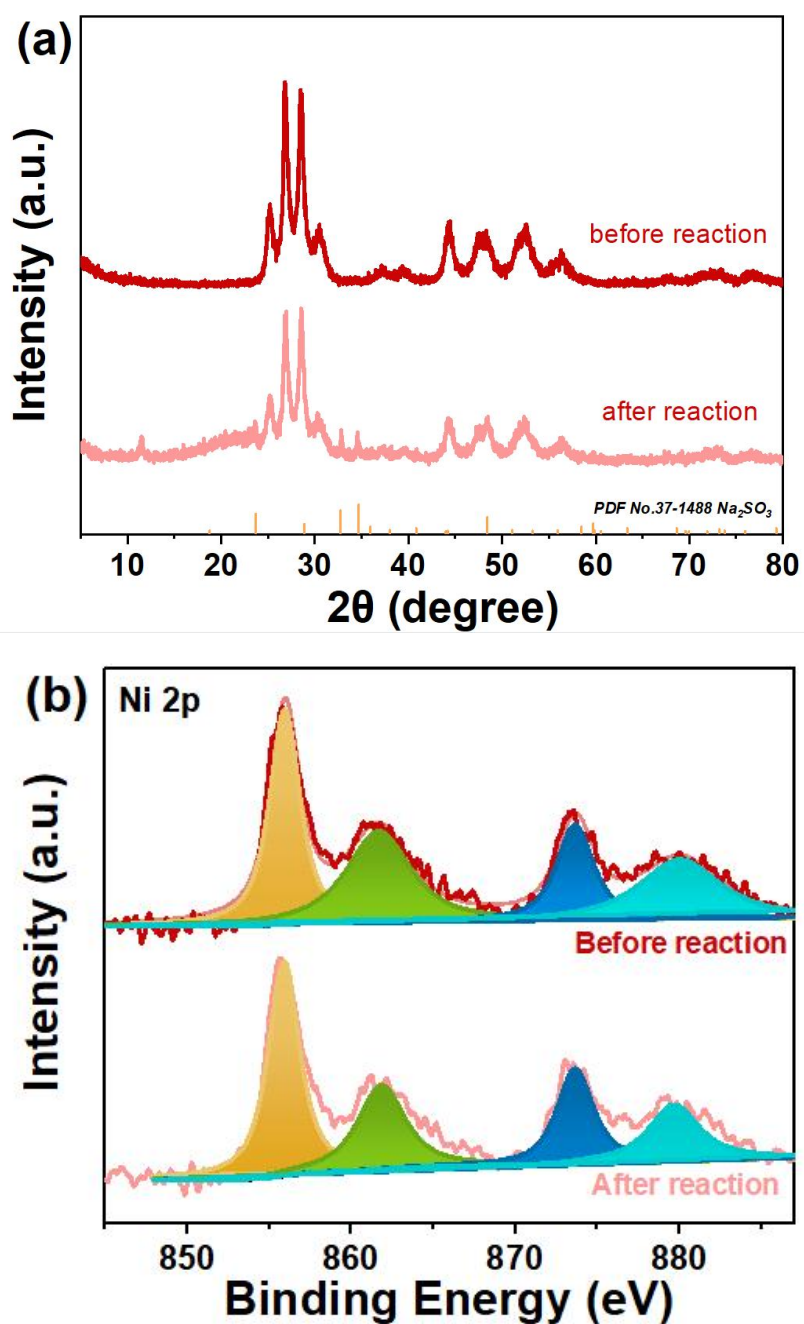 (a)
Intensity (a.u.)
before reaction
after reaction
PDF No.37-1488 Na₂SO₃
10 20 30 40 50 60 70 80
2θ (degree)
(b)
Ni 2p
Intensity (a.u.)
Before reaction
After reaction
850 860 870 880
Binding Energy (eV)